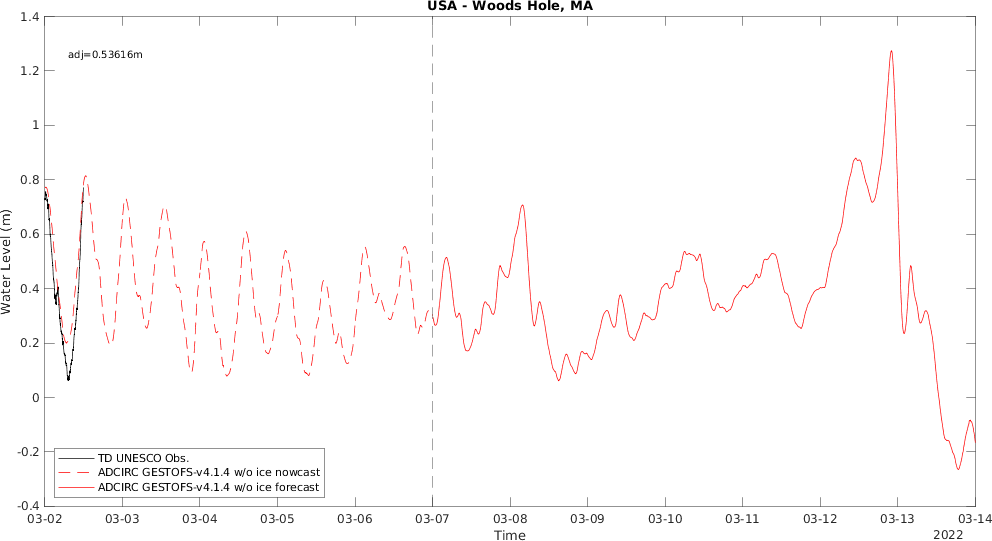 USA - Woods Hole, MA
adj=0.53616m
Water Level (m)
1.4
1.2
1
0.8
0.6
0.4
0.2
0
-0.2
-0.4
TD UNESCO Obs.
ADCIRC GESTOFS-v4.1.4 w/o ice nowcast
ADCIRC GESTOFS-v4.1.4 w/o ice forecast
03-02 03-03 03-04 03-05 03-06 03-07 03-08 03-09 03-10 03-11 03-12 03-13 03-14
Time
2022